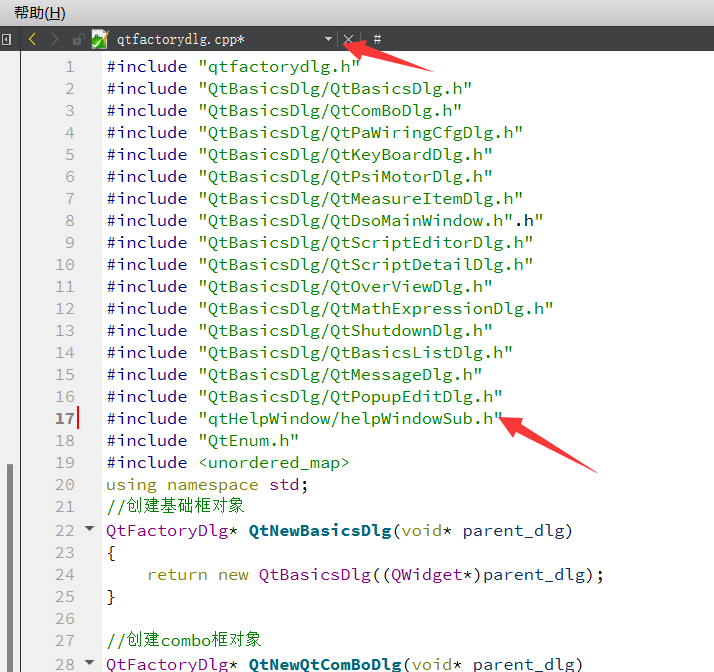 帮助(H)
qtfactorydlg.cpp* #
1 #include "qtfactorydlg.h"
2 #include "QtBasicsDlg/QtBasicsDlg.h"
3 #include "QtBasicsDlg/QtComBoDlg.h"
4 #include "QtBasicsDlg/QtPaWiringCfgDlg.h"
5 #include "QtBasicsDlg/QtKeyBoardDlg.h"
6 #include "QtBasicsDlg/QtPsiMotorDlg.h"
7 #include "QtBasicsDlg/QtMeasureItemDlg.h"
8 #include "QtBasicsDlg/QtDsoMainWindow.h".h"
9 #include "QtBasicsDlg/QtScriptEditorDlg.h"
10 #include "QtBasicsDlg/QtScriptDetailDlg.h"
11 #include "QtBasicsDlg/QtOverViewDlg.h"
12 #include "QtBasicsDlg/QtMathExpressionDlg.h"
13 #include "QtBasicsDlg/QtShutdownDlg.h"
14 #include "QtBasicsDlg/QtBasicsListDlg.h"
15 #include "QtBasicsDlg/QtMessageDlg.h"
16 #include "QtBasicsDlg/QtPopupEditDlg.h"
17 #include "qtHelpWindow/helpWindowSub.h"
18 #include "QtEnum.h"
19 #include <unordered_map>
20 using namespace std;
21 //创建基础框对象
22 QtFactoryDlg* QtNewBasicsDlg(void* parent_dlg)
23 {
24 return new QtBasicsDlg((QWidget*)parent_dlg);
25 }
26
27 //创建combo框对象
28 QtFactoryDlg* QtNewQtComBoDlg(void* parent_dlg)